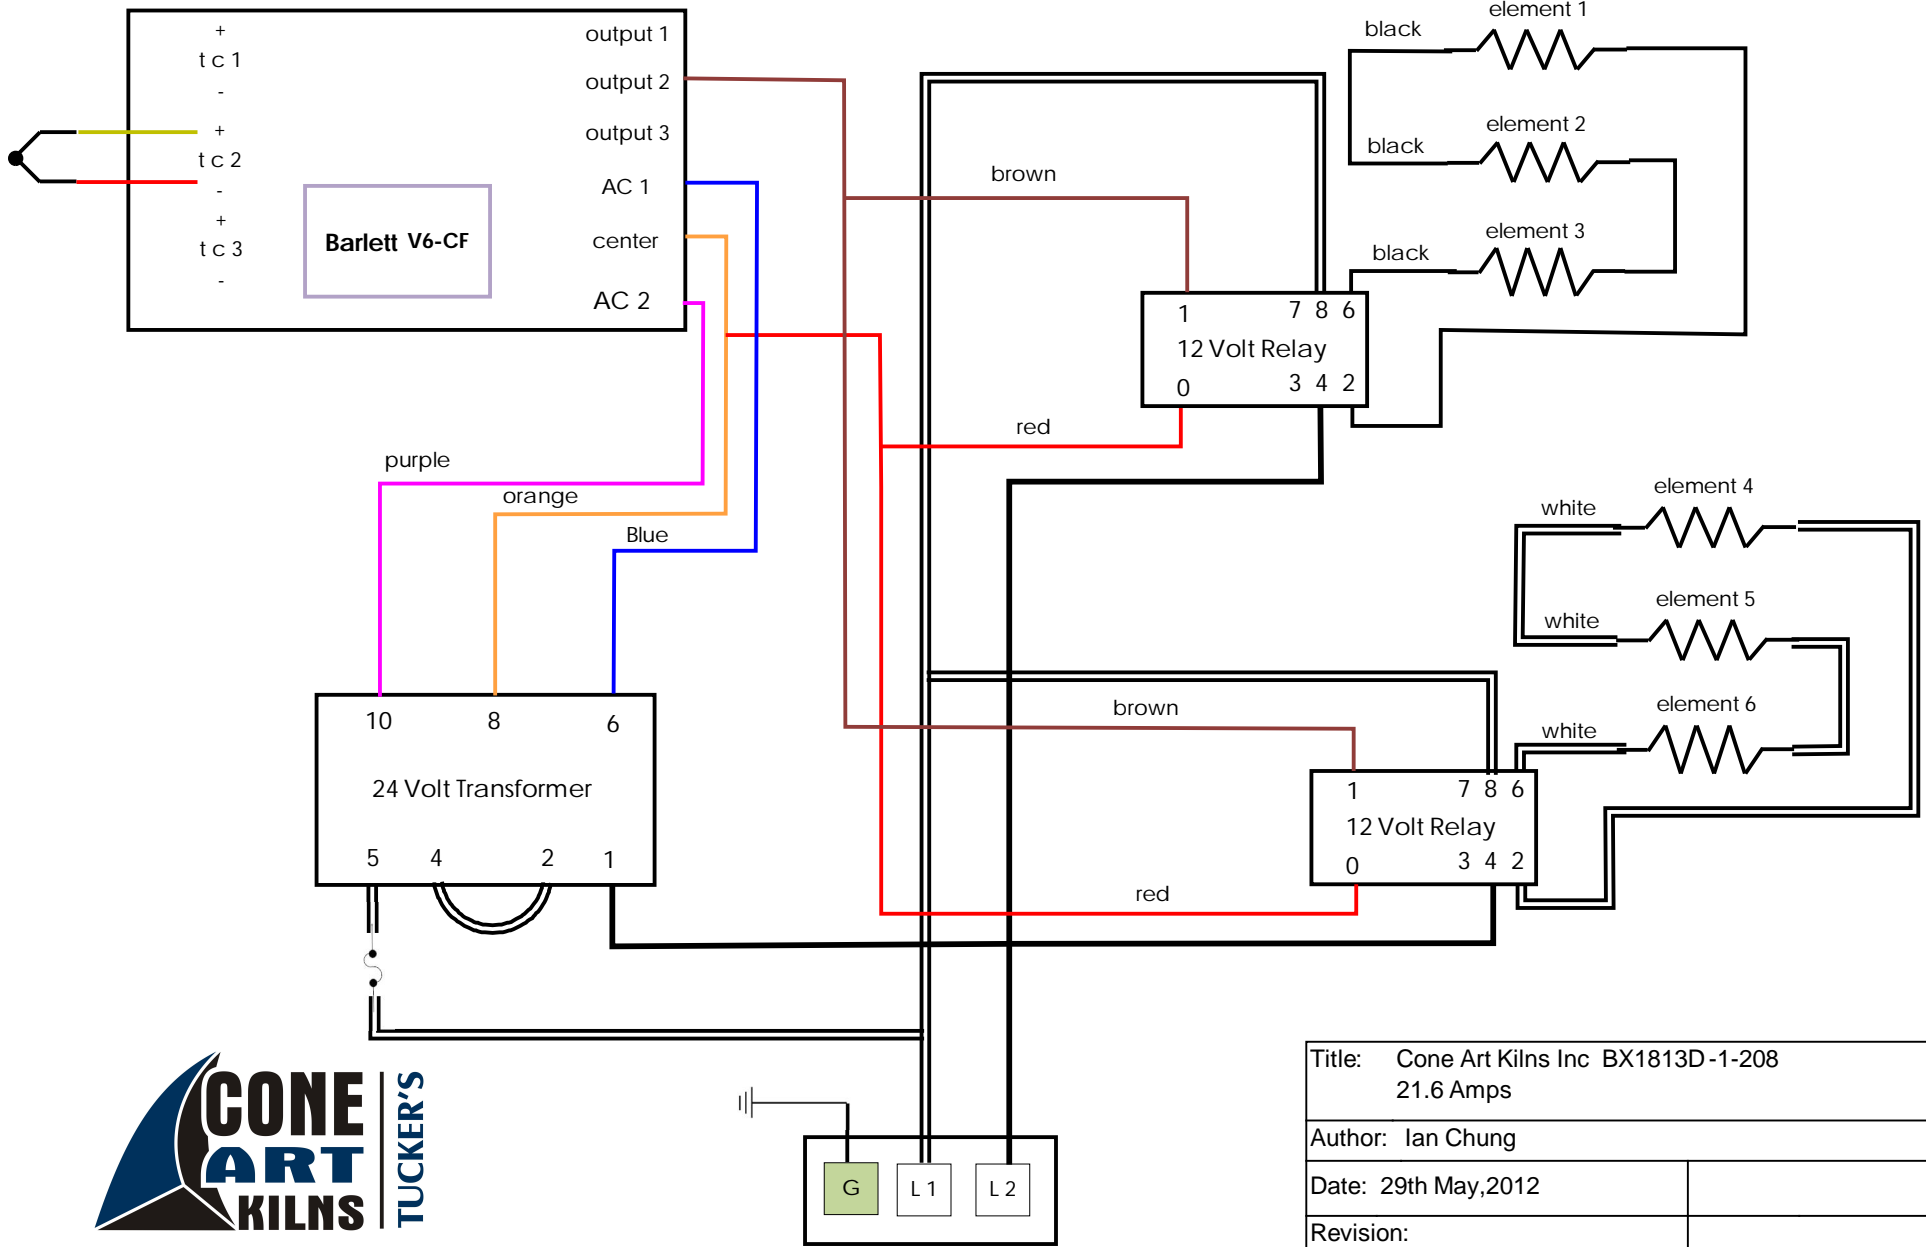 +
t c 1
-
+
t c 2
-
+
t c 3
-
Barlett V6-CF
output 1
output 2
output 3
AC 1
center
AC 2
purple
orange
Blue
brown
red
brown
red
black
element 1
black
element 2
black
element 3
1 7 8 6
12 Volt Relay
0 3 4 2
white
element 4
white
element 5
white
element 6
1 7 8 6
12 Volt Relay
0 3 4 2
10 8 6
24 Volt Transformer
5 4 2 1
G L 1 L 2
CONE
ART
KILNS
TUCKER'S
Title: Cone Art Kilns Inc BX1813D-1-208
21.6 Amps
Author: Ian Chung
Date: 29th May,2012
Revision: